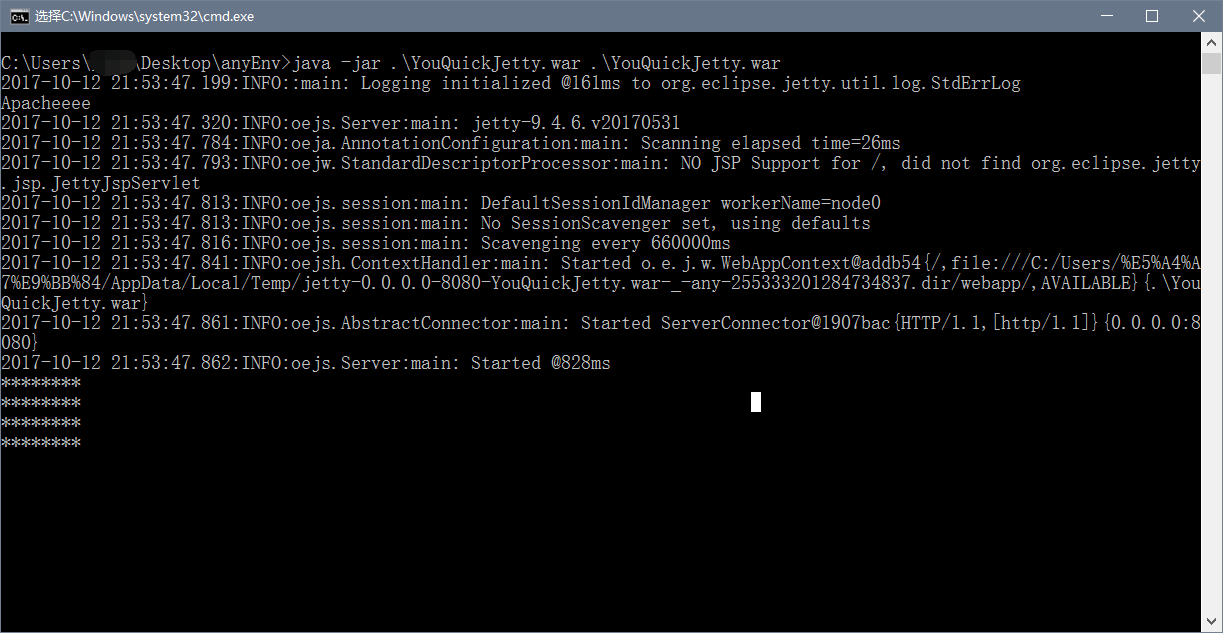 选择C:\Windows\system32\cmd.exe
C:\Users\ \Desktop\anyEnv>java -jar .\YouQuickJetty.war .\YouQuickJetty.war
2017-10-12 21:53:47.199:INFO::main: Logging initialized @161ms to org.eclipse.jetty.util.log.StdErrLog
Apacheeee
2017-10-12 21:53:47.320:INFO:oejs.Server:main: jetty-9.4.6.v20170531
2017-10-12 21:53:47.784:INFO:oeja.AnnotationConfiguration:main: Scanning elapsed time=26ms
2017-10-12 21:53:47.793:INFO:oejw.StandardDescriptorProcessor:main: NO JSP Support for /, did not find org.eclipse.jetty
.jsp.JettyJspServlet
2017-10-12 21:53:47.813:INFO:oejs.session:main: DefaultSessionIdManager workerName=node0
2017-10-12 21:53:47.813:INFO:oejs.session:main: No SessionScavenger set, using defaults
2017-10-12 21:53:47.816:INFO:oejs.session:main: Scavenging every 660000ms
2017-10-12 21:53:47.841:INFO:oejsh.ContextHandler:main: Started o.e.j.w.WebAppContext@addb54{/,file:///C:/Users/%E5%A4%A
7%E9%BB%84/AppData/Local/Temp/jetty-0.0.0.0-8080-YouQuickJetty.war-_-any-255333201284734837.dir/webapp/,AVAILABLE}{.\You
QuickJetty.war}
2017-10-12 21:53:47.861:INFO:oejs.AbstractConnector:main: Started ServerConnector@1907bac{HTTP/1.1,[http/1.1]}{0.0.0.0:8
080}
2017-10-12 21:53:47.862:INFO:oejs.Server:main: Started @828ms
********
********
********
********